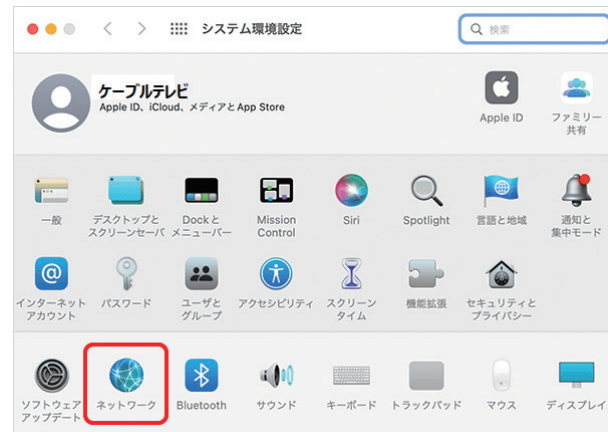 システム環境設定
検索
ケーブルテレビ
Apple ID、iCloud、メディアとApp Store
Apple ID
ファミリー
共有
一般
デスクトップと
スクリーンセーバ
Dockと
メニューバー
Mission
Control
Siri
Spotlight
言語と地域
通知と
集中モード
インターネット
アカウント
パスワード
ユーザと
グループ
アクセシビリティ
スクリーン
タイム
機能拡張
セキュリティと
プライバシー
ソフトウェア
アップデート
ネットワーク
Bluetooth
サウンド
キーボード
トラックパッド
マウス
ディスプレイ